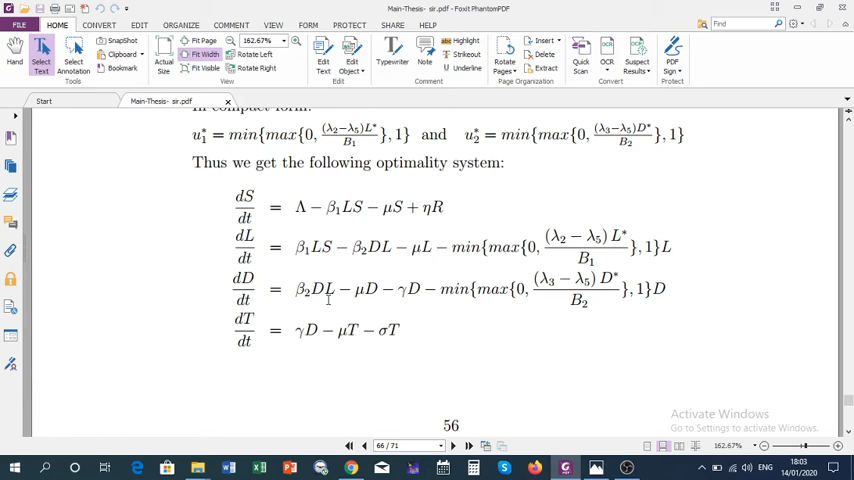 Main-Thesis- sir.pdf - Foxit PhantomPDF
FILE HOME CONVERT EDIT ORGANIZE COMMENT VIEW FORM PROTECT SHARE HELP Find
Hand Select Text Select Annotation SnapShot Clipboard Bookmark
Actual Size Fit Page Fit Width Fit Visible 162.67% Rotate Left Rotate Right
Edit Text Edit Object Typewriter Note Highlight Strikeout Underline
Rotate Pages Insert Delete Extract Quick Scan OCR Suspect Results PDF Sign
Tools View Edit Comment Page Organization Convert Protect
Start Main-Thesis- sir.pdf
In compact form:
u₁* = min{max{0, (λ₂−λ₅)L*/B₁}, 1} and u₂* = min{max{0, (λ₃−λ₅)D*/B₂}, 1}
Thus we get the following optimality system:
dS/dt = Λ − β₁LS − μS + ηR
dL/dt = β₁LS − β₂DL − μL − min{max{0, (λ₂ − λ₅) L*/B₁}, 1}L
dD/dt = β₂DL − μD − γD − min{max{0, (λ₃ − λ₅) D*/B₂}, 1}D
dT/dt = γD − μT − σT
56
Activate Windows
Go to Settings to activate Windows.
66 / 71 162.67%
ENG 18:03
14/01/2020